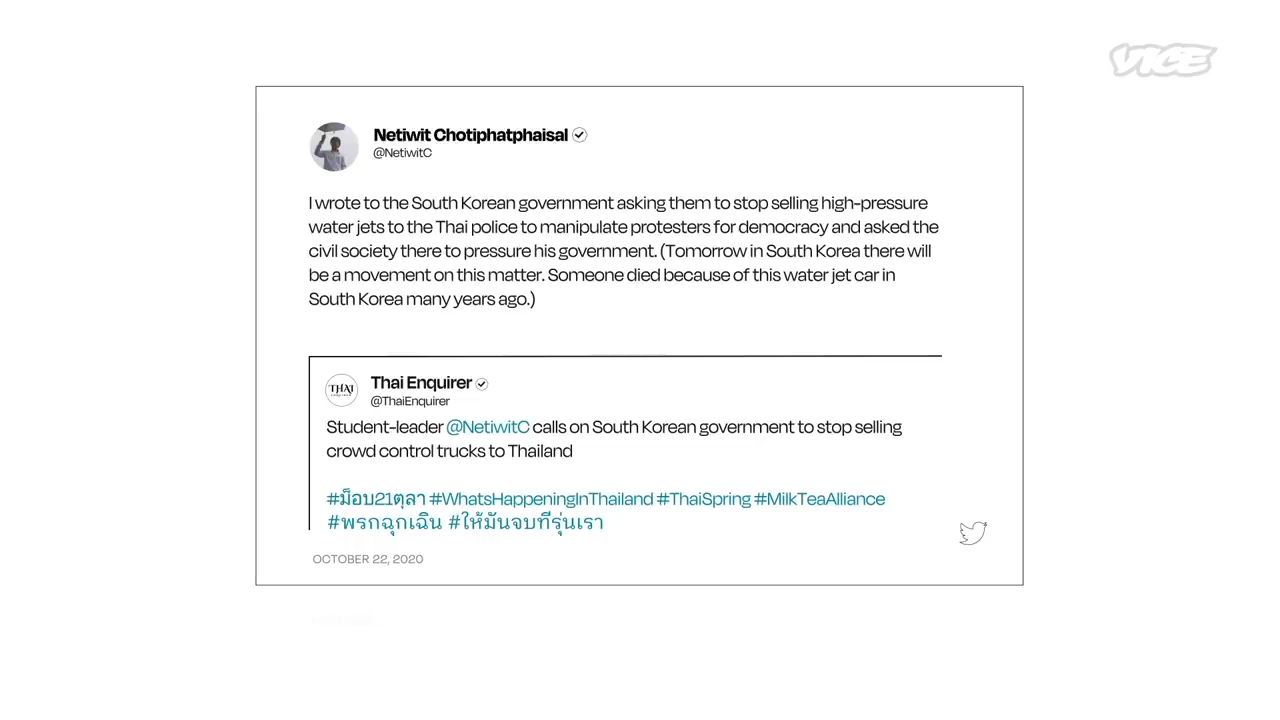 VICE
Netiwit Chotiphatphaisal
@NetiwitC
I wrote to the South Korean government asking them to stop selling high-pressure
water jets to the Thai police to manipulate protesters for democracy and asked the
civil society there to pressure his government. (Tomorrow in South Korea there will
be a movement on this matter. Someone died because of this water jet car in
South Korea many years ago.)
THAI
Thai Enquirer
@ThaiEnquirer
Student-leader @NetiwitC calls on South Korean government to stop selling
crowd control trucks to Thailand
#ม็อบ21ตุลา #WhatsHappeningInThailand #ThaiSpring #MilkTeaAlliance
#พรกฉุกเฉิน #ให้มันจบที่รุ่นเรา
OCTOBER 22, 2020